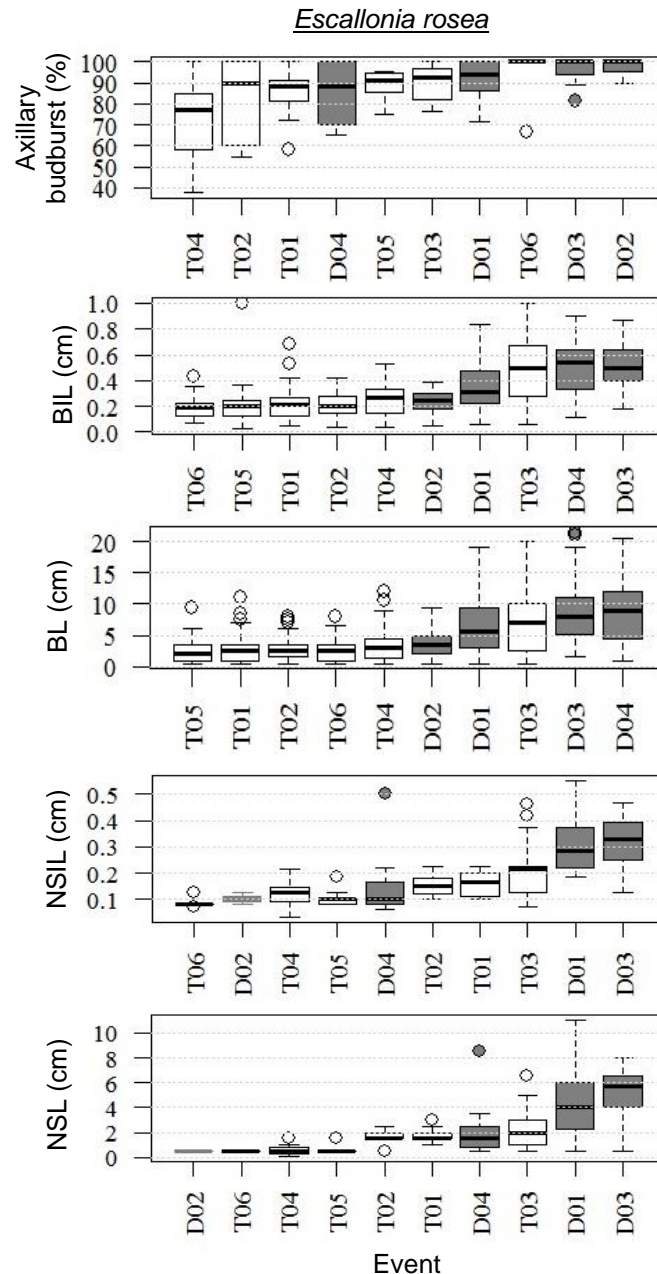 Escallonia rosea
Axillary
budburst (%)
100
90
80
70
60
50
40
T04 T02 T01 D04 T05 T03 D01 T06 D03 D02
BIL (cm)
1.0
0.8
0.6
0.4
0.2
0.0
T06 T05 T01 T02 T04 D02 D01 T03 D04 D03
BL (cm)
20
15
10
5
0
T05 T01 T02 T06 T04 D02 D01 T03 D03 D04
NSIL (cm)
0.5
0.4
0.3
0.2
0.1
T06 D02 T04 T05 D04 T02 T01 T03 D01 D03
NSL (cm)
10
8
6
4
2
0
D02 T06 T04 T05 T02 T01 D04 T03 D01 D03
Event